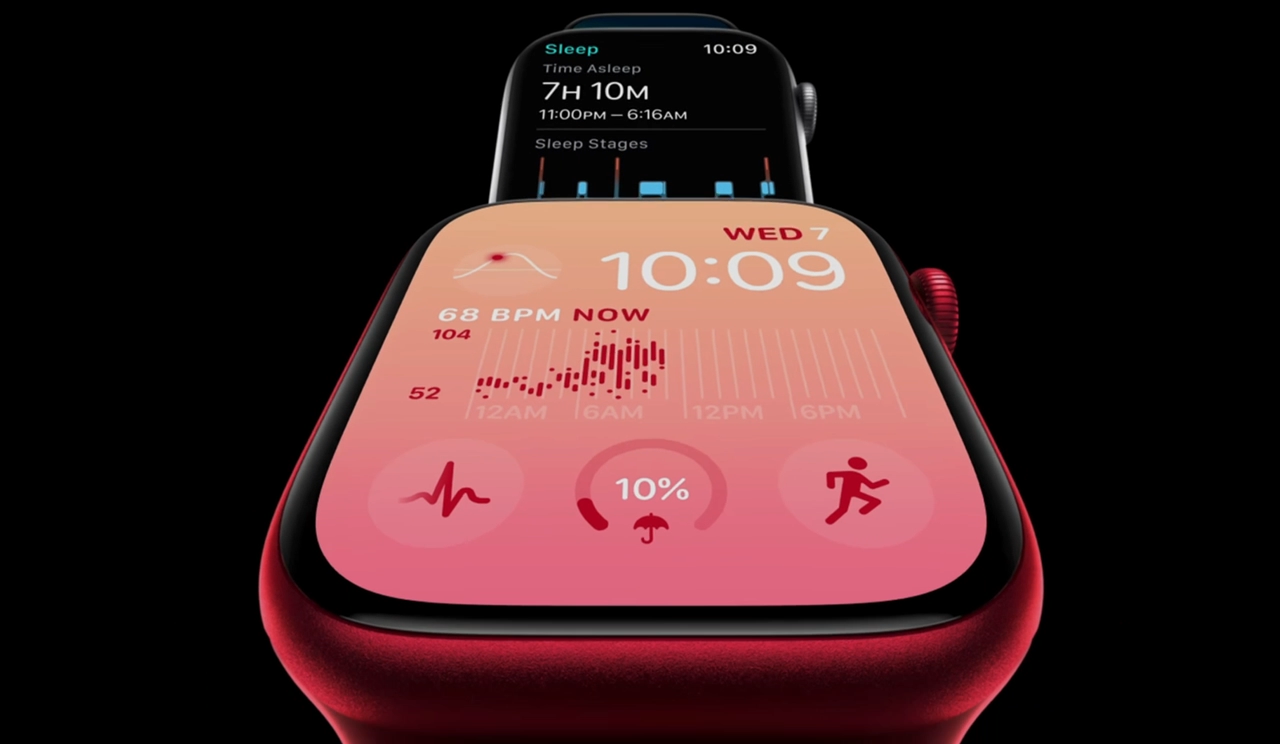 Sleep 10:09
Time Asleep
7H 10M
11:00PM – 6:16AM
Sleep Stages
WED 7
10:09
68 BPM NOW
104
52
12AM 6AM 12PM 6PM
10%